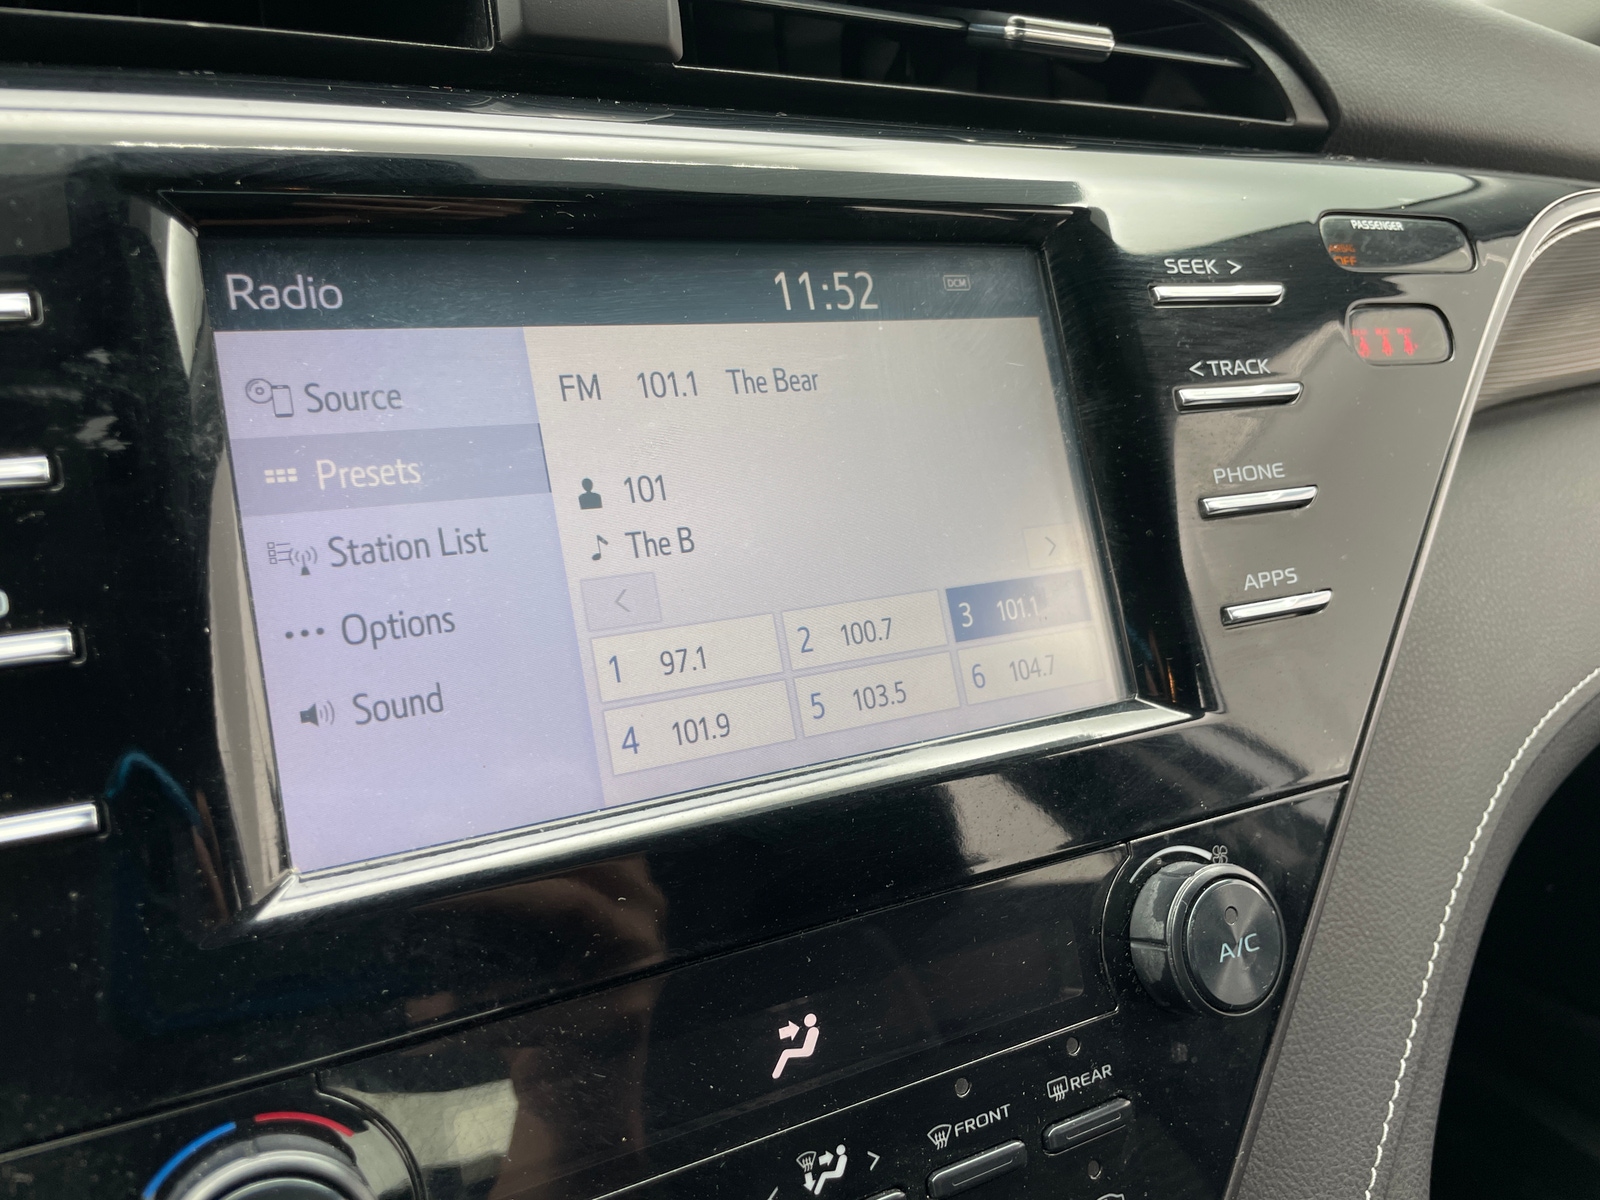 PASSENGER
OFF
SEEK >
Radio
11:52
DCM
< TRACK
Source
FM 101.1 The Bear
Presets
101
PHONE
Station List
The B
>
<
APPS
Options
1 97.1
2 100.7
3 101.1
Sound
4 101.9
5 103.5
6 104.7
A/C
REAR
FRONT
>